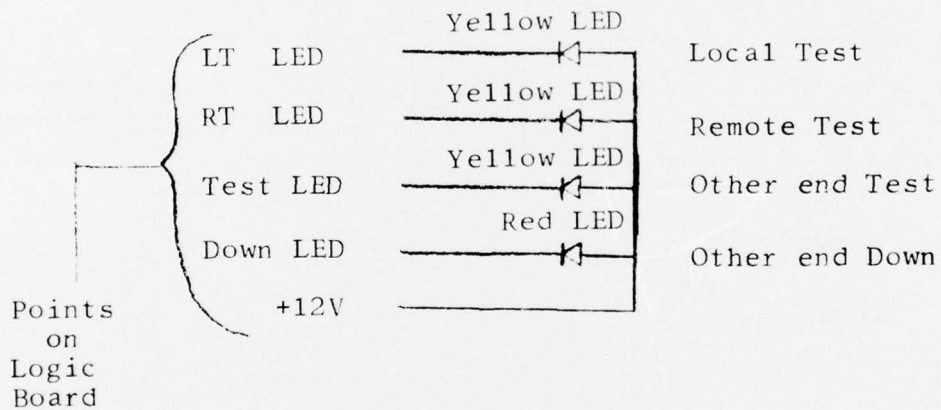 Yellow LED
LT LED
Local Test
Yellow LED
RT LED
Remote Test
Yellow LED
Test LED
Other end Test
Red LED
Down LED
Other end Down
+12V
Points
on
Logic
Board